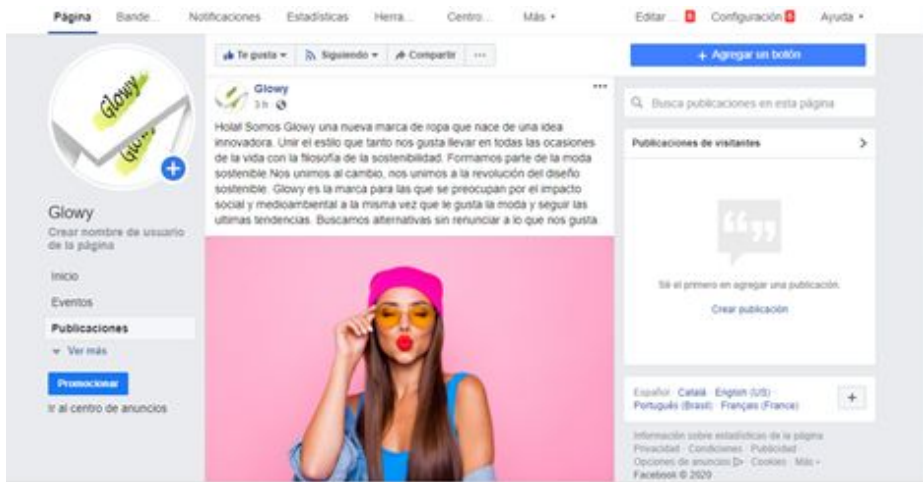 Página Bande... Notificaciones Estadísticas Herra... Centro... Más Editar... Configuración Ayuda
Glowy
Glowy
Glowy
Crear nombre de usuario
de la página
Inicio
Eventos
Publicaciones
Ver más
Promocionar
Ir al centro de anuncios
Te gusta Siguiendo Compartir ...
Glowy
3 h
Hola! Somos Glowy una nueva marca de ropa que nace de una idea
innovadora. Unir el estilo que tanto nos gusta llevar en todas las ocasiones
de la vida con la filosofía de la sostenibilidad. Formamos parte de la moda
sostenible.Nos unimos al cambio, nos unimos a la revolución del diseño
sostenible. Glowy es la marca para las que se preocupan por el impacto
social y medioambiental a la misma vez que le gusta la moda y seguir las
ultimas tendencias. Buscamos alternativas sin renunciar a lo que nos gusta.
+ Agregar un botón
Busca publicaciones en esta página
Publicaciones de visitantes
Sé el primero en agregar una publicación.
Crear publicación
Español · Català · English (US) ·
Português (Brasil) · Français (France)
Información sobre estadísticas de la página
Privacidad · Condiciones · Publicidad
Opciones de anuncios · Cookies · Más
Facebook © 2020